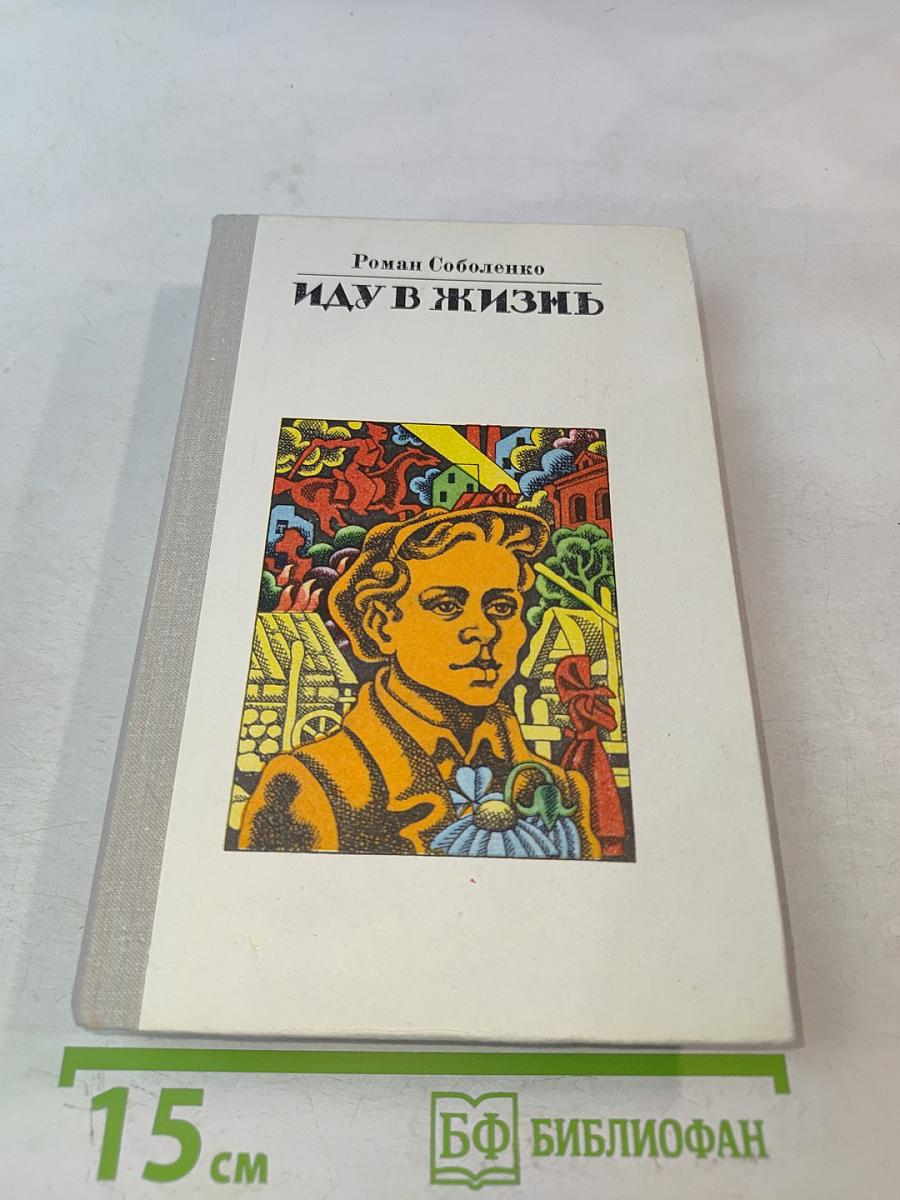 Роман Соболенко
ИДУ В ЖИЗНЬ
Т
15 см
БФ БИБЛИОФАН